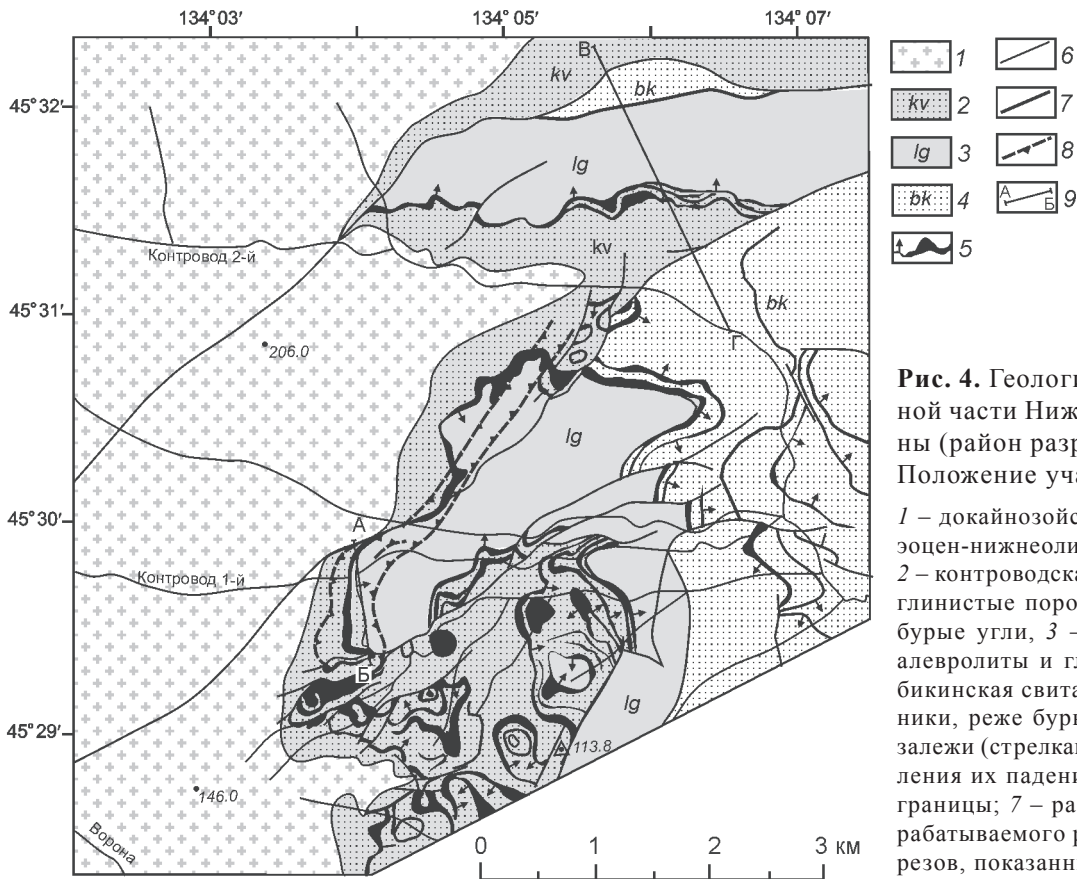 134°03′ 134°05′ 134°07′
45°32′
45°31′
45°30′
45°29′
В
kv
bk
lg
kv
Контровод 2-й
bk
Г
206.0
lg
А
Контровод 1-й
Б
lg
113.8
146.0
Ворона
0 1 2 3 км
1 6
kv 2 7
lg 3 8
bk 4 А Б 9
5
Рис. 4. Геологи
ной части Ниж
ны (район разр
Положение уча
1 – докайнозойс
эоцен-нижнеоли
2 – контроводска
глинистые поро
бурые угли, 3 –
алевролиты и гл
бикинская свита
ники, реже буры
залежи (стрелка
ления их падени
границы; 7 – ра
рабатываемого р
резов, показанн